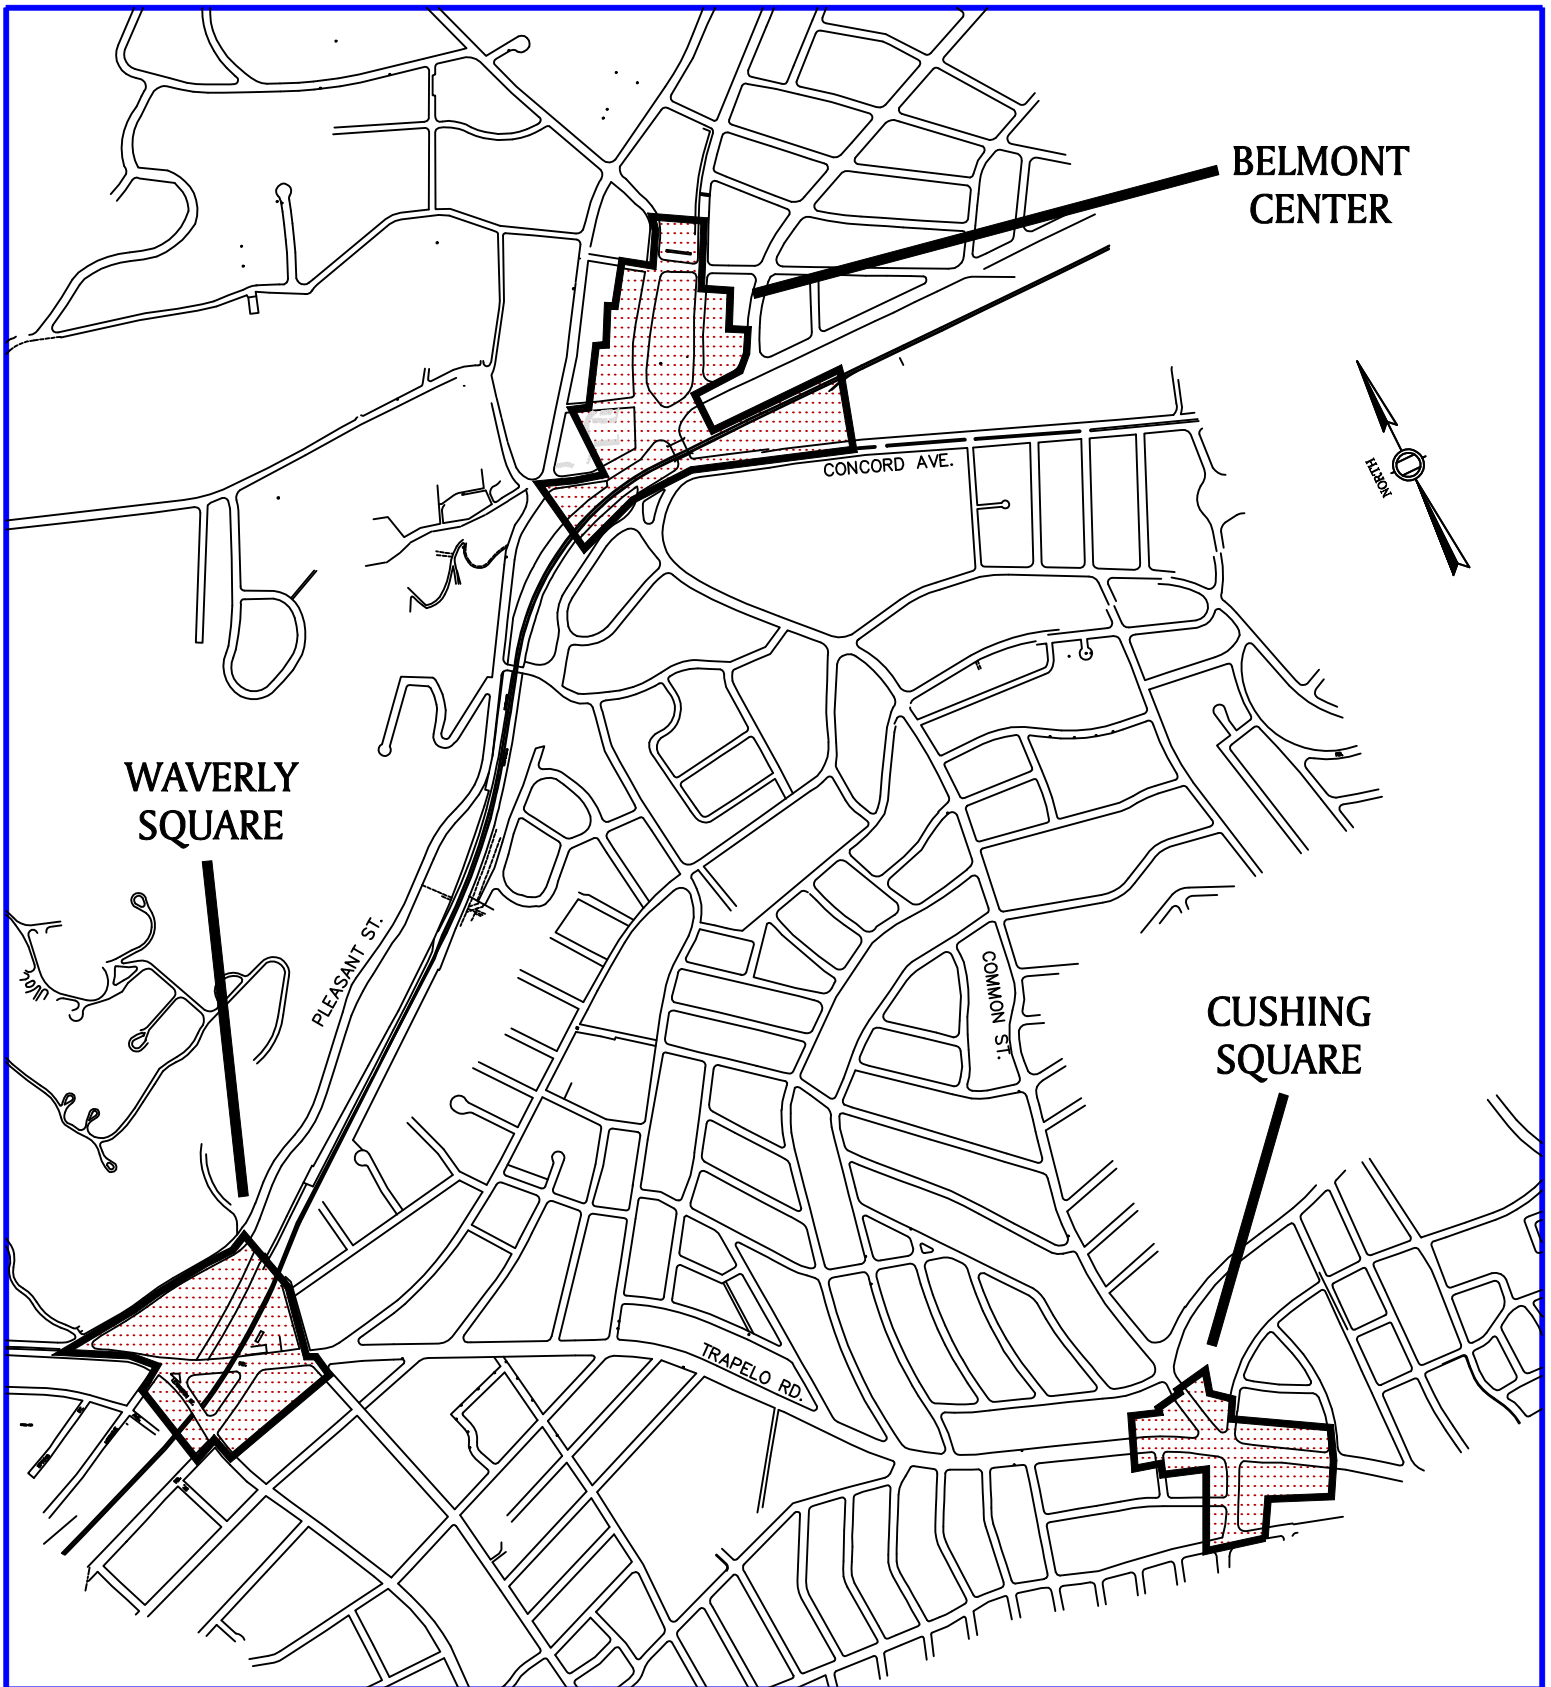 BELMONT
CENTER
CONCORD AVE.
NORTH
WAVERLY
SQUARE
PLEASANT ST.
COMMON ST.
CUSHING
SQUARE
TRAPELO RD.